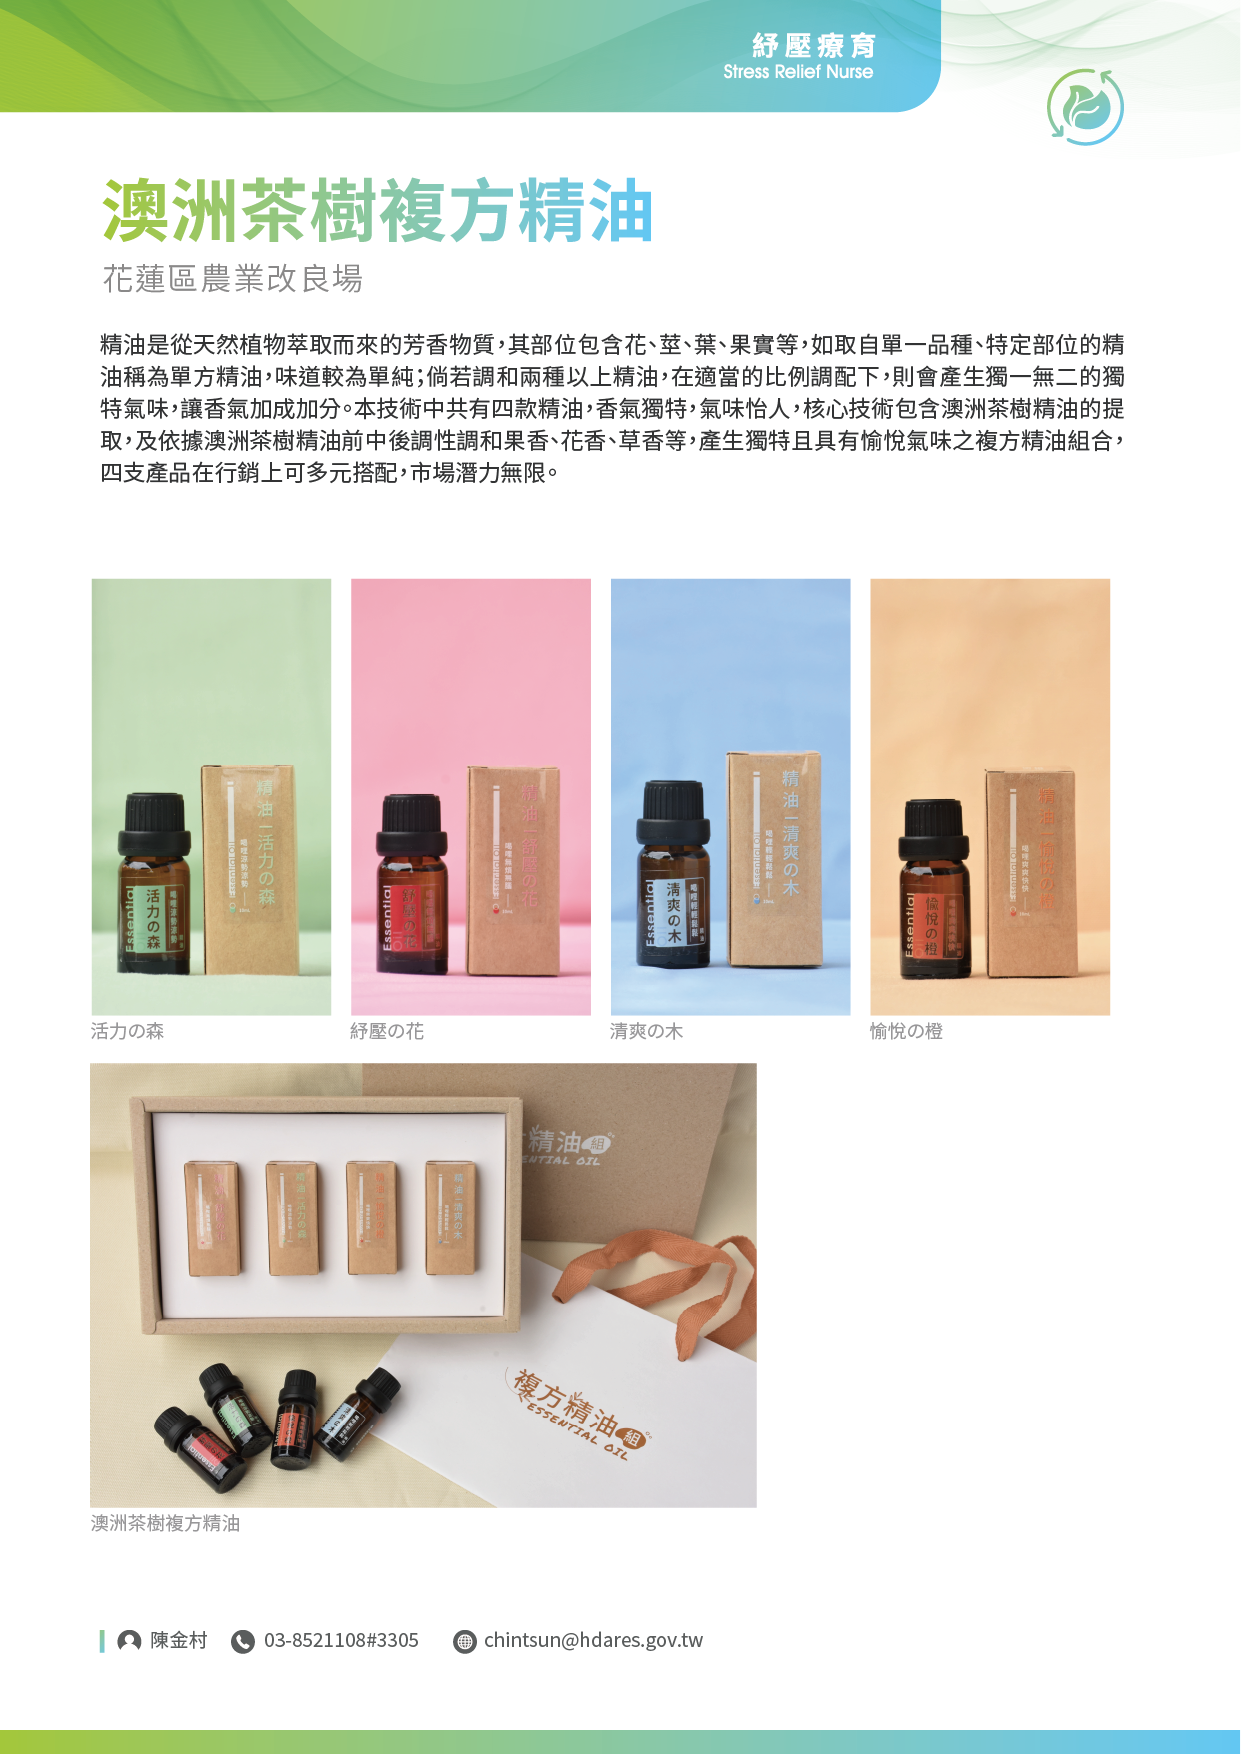 紓壓療育
Stress Relief Nurse
澳洲茶樹複方精油
花蓮區農業改良場
精油是從天然植物萃取而來的芳香物質，其部位包含花、莖、葉、果實等，如取自單一品種、特定部位的精
油稱為單方精油，味道較為單純；倘若調和兩種以上精油，在適當的比例調配下，則會產生獨一無二的獨
特氣味，讓香氣加成加分。本技術中共有四款精油，香氣獨特，氣味怡人，核心技術包含澳洲茶樹精油的提
取，及依據澳洲茶樹精油前中後調性調和果香、花香、草香等，產生獨特且具有愉悅氣味之複方精油組合，
四支產品在行銷上可多元搭配，市場潛力無限。
Essential
活力の森
精油－活力の森
Essential
紓壓の花
精油－紓壓の花
Essential
清爽の木
精油－清爽の木
Essential
愉悅の橙
精油－愉悅の橙
活力の森
紓壓の花
清爽の木
愉悅の橙
精油組
ENTIAL OIL
精油－活力の森
精油－清爽の木
複方精油組
ESSENTIAL OIL
澳洲茶樹複方精油
陳金村
03-8521108#3305
chintsun@hdares.gov.tw